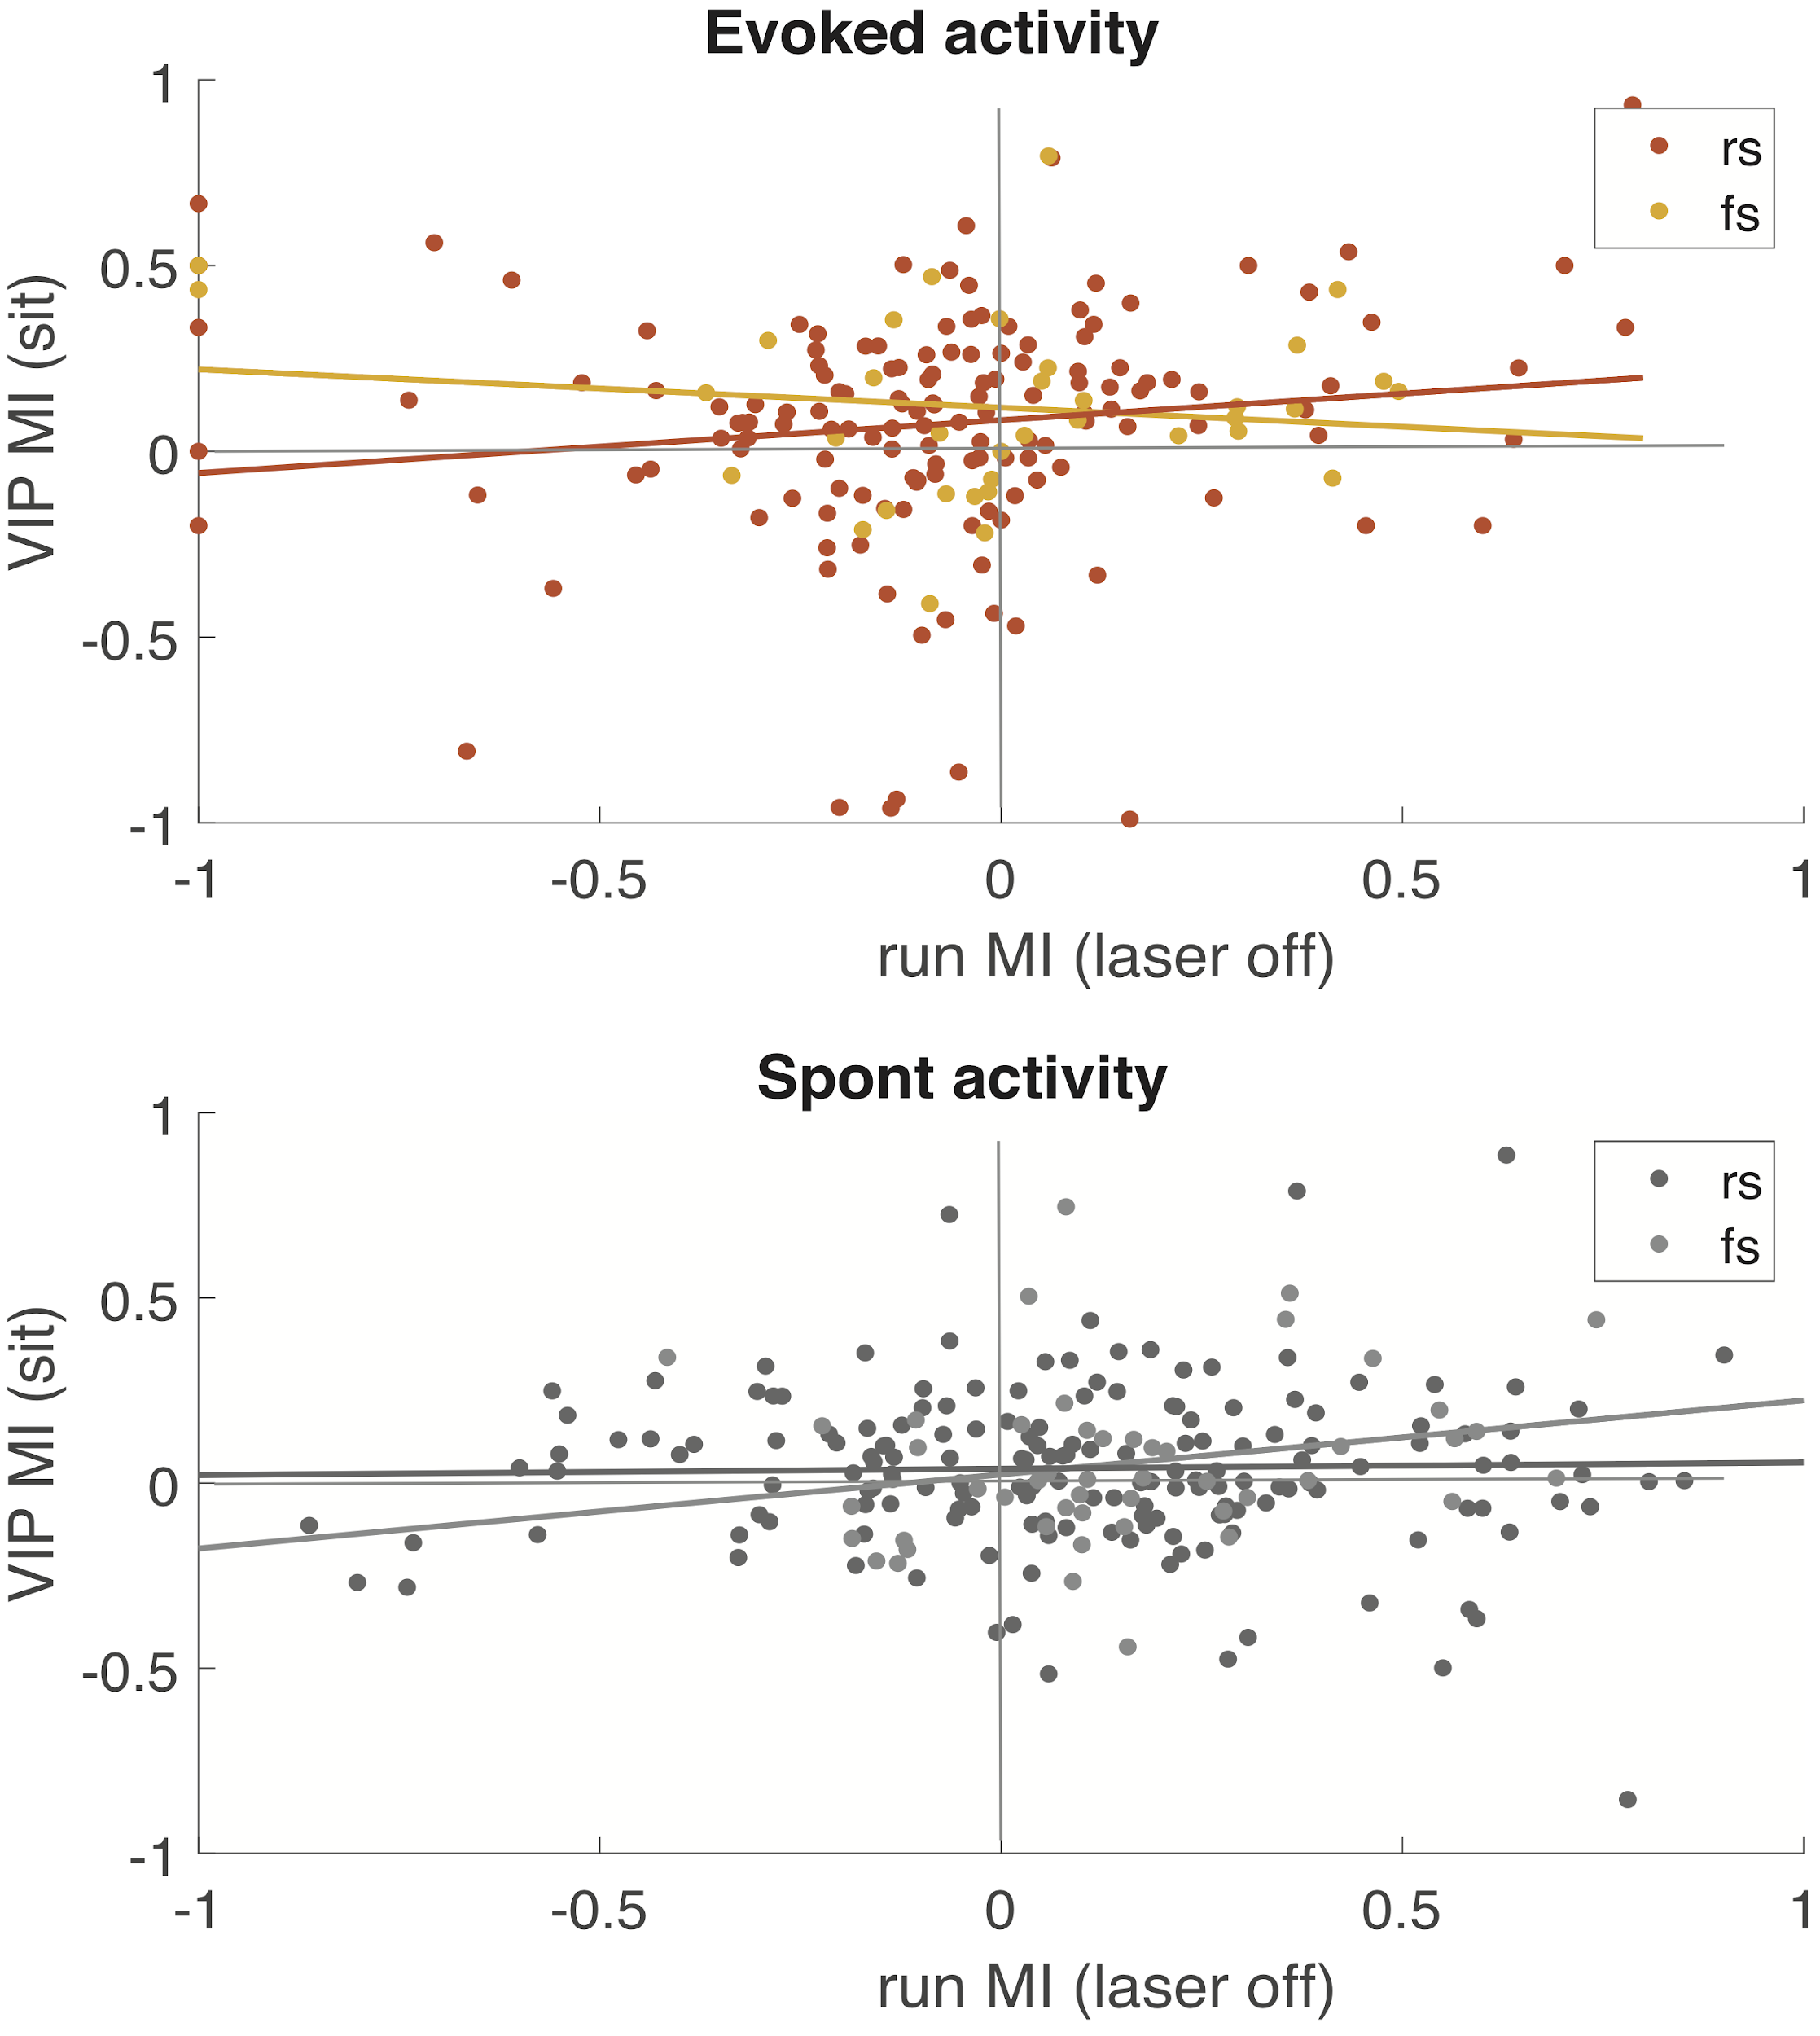 Evoked activity
1
0.5
0
-0.5
-1
VIP MI (sit)
rs
fs
-1 -0.5 0 0.5 1
run MI (laser off)
Spont activity
1
0.5
0
-0.5
-1
VIP MI (sit)
rs
fs
-1 -0.5 0 0.5 1
run MI (laser off)